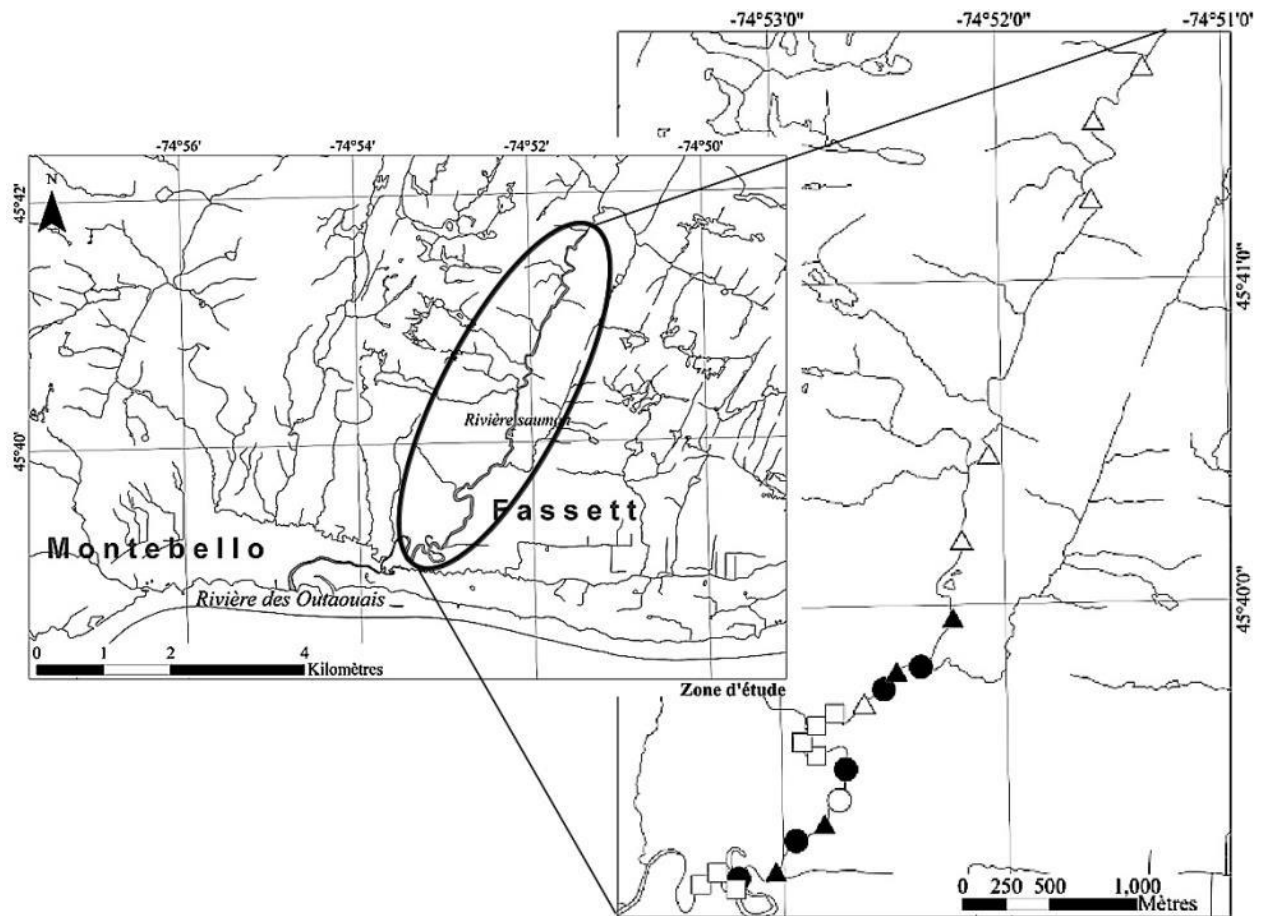 -74°53'0"
-74°52'0"
-74°51'0"
-74°56'
-74°54'
-74°52'
-74°50'
N
45°42'
45°41'0"
45°40'
Rivière saumon
Fassett
Montebello
Rivière des Outaouais
45°40'0"
0 1 2 4
Kilomètres
Zone d'étude
0 250 500 1,000
Mètres